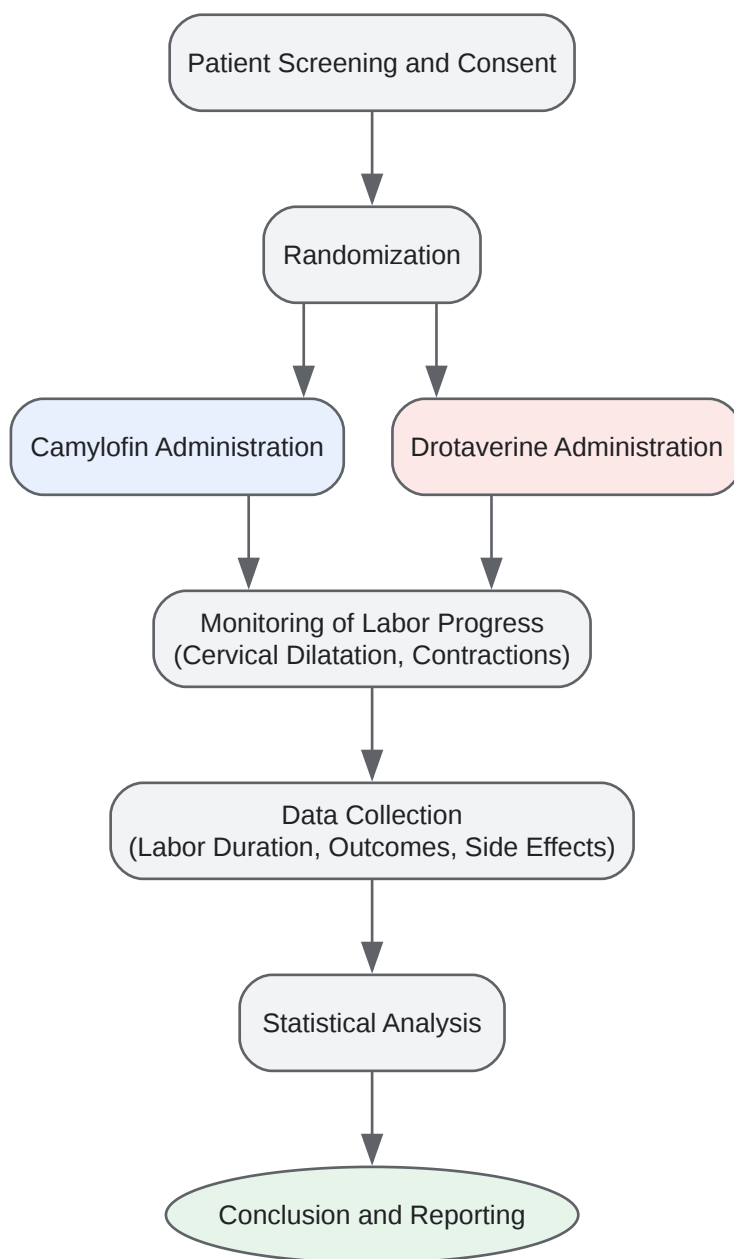 Patient Screening and Consent
Randomization
Camylofin Administration
Drotaverine Administration
Monitoring of Labor Progress
(Cervical Dilatation, Contractions)
Data Collection
(Labor Duration, Outcomes, Side Effects)
Statistical Analysis
Conclusion and Reporting